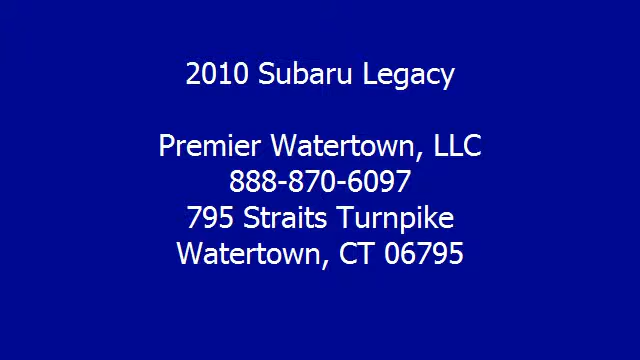 2010 Subaru Legacy
Premier Watertown, LLC
888-870-6097
795 Straits Turnpike
Watertown, CT 06795